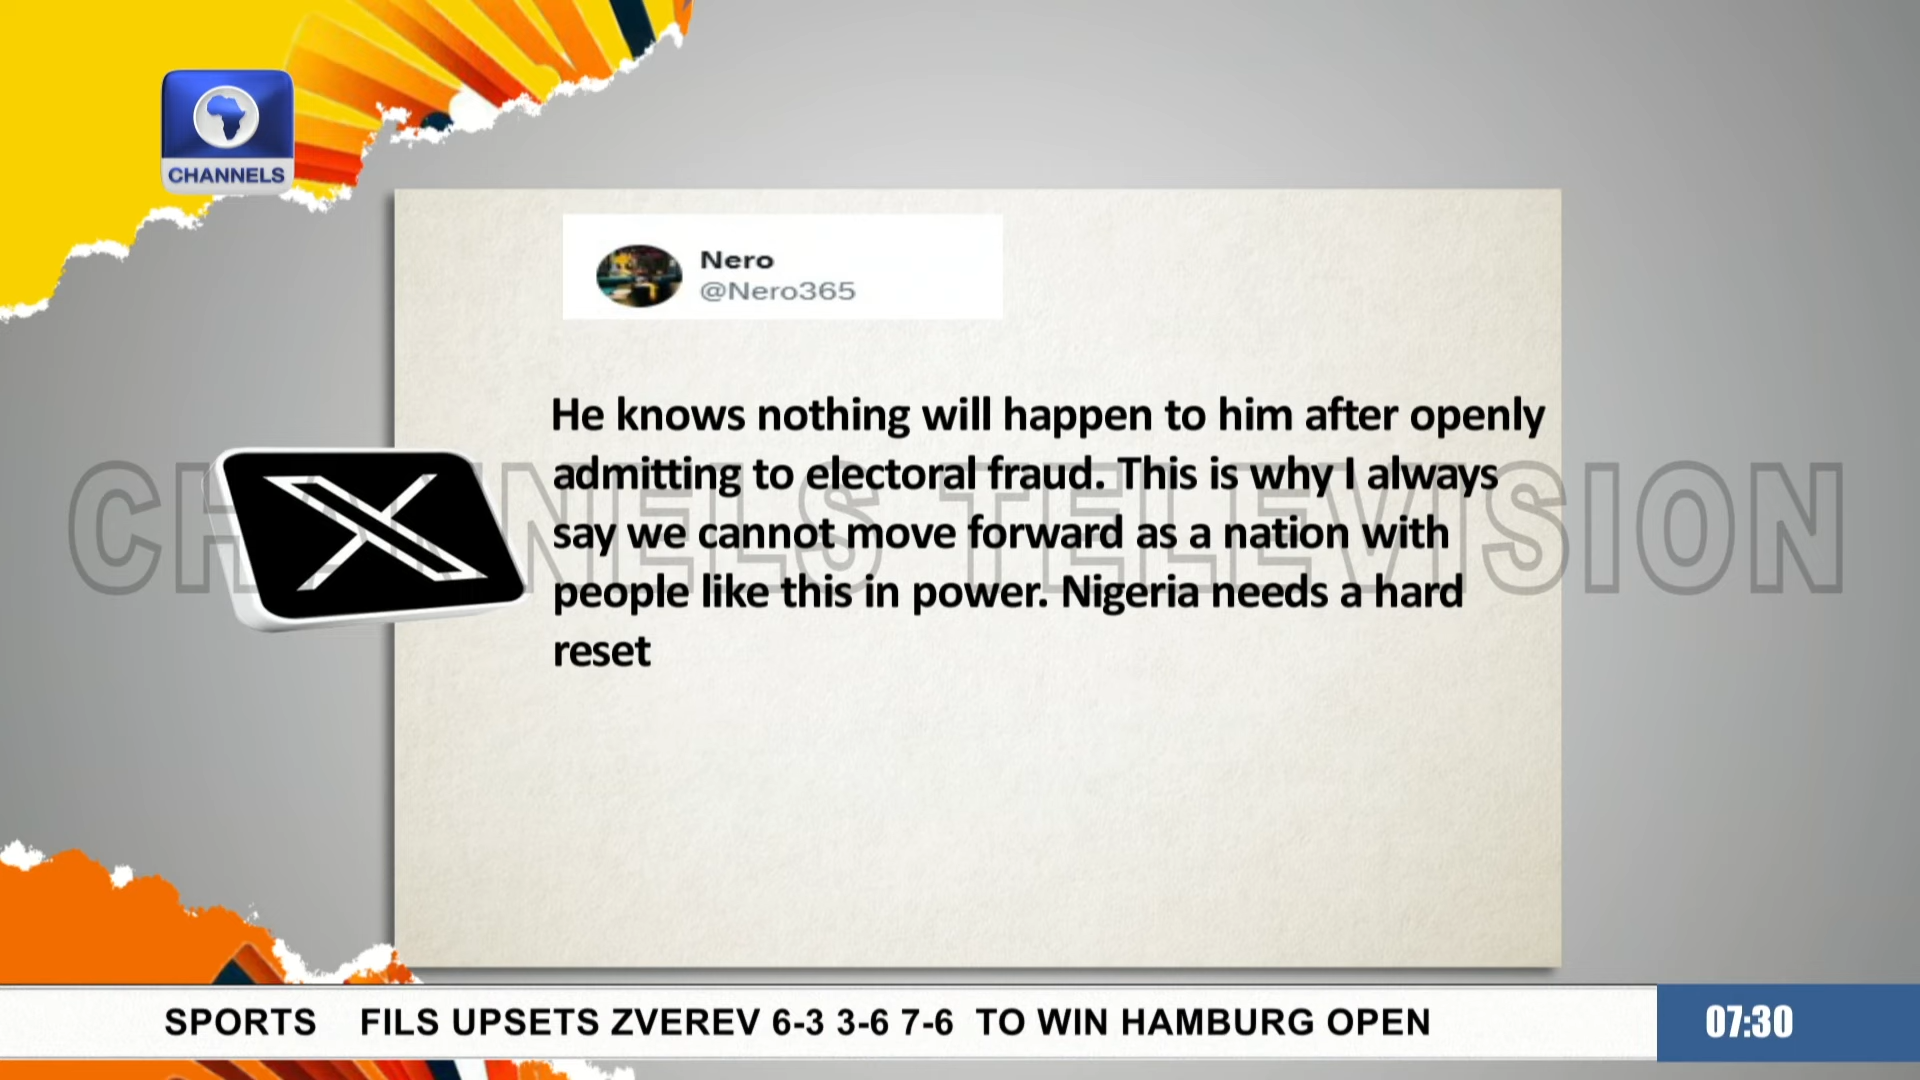 CHANNELS
Nero
@Nero365
He knows nothing will happen to him after openly
admitting to electoral fraud. This is why I always
say we cannot move forward as a nation with
people like this in power. Nigeria needs a hard
reset
CHANNELS TELEVISION
SPORTS FILS UPSETS ZVEREV 6-3 3-6 7-6 TO WIN HAMBURG OPEN
07:30